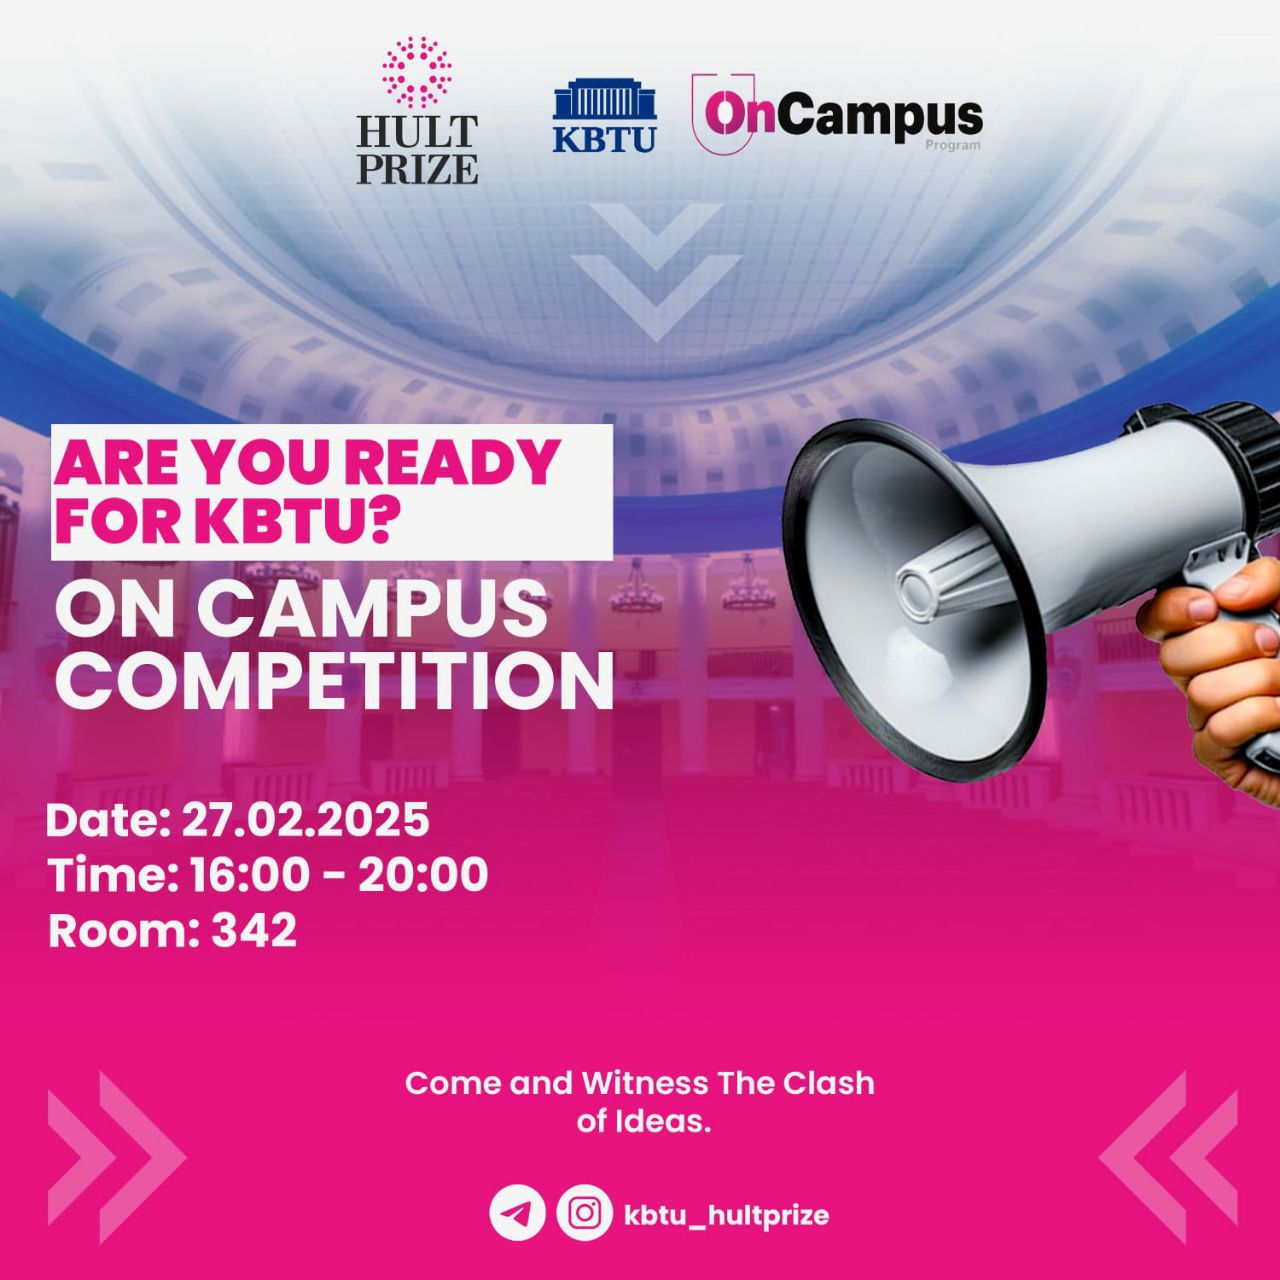 HULT
PRIZE
KBTU
OnCampus
Program
ARE YOU READY
FOR KBTU?
ON CAMPUS
COMPETITION
Date: 27.02.2025
Time: 16:00 - 20:00
Room: 342
Come and Witness The Clash
of Ideas.
kbtu_hultprize